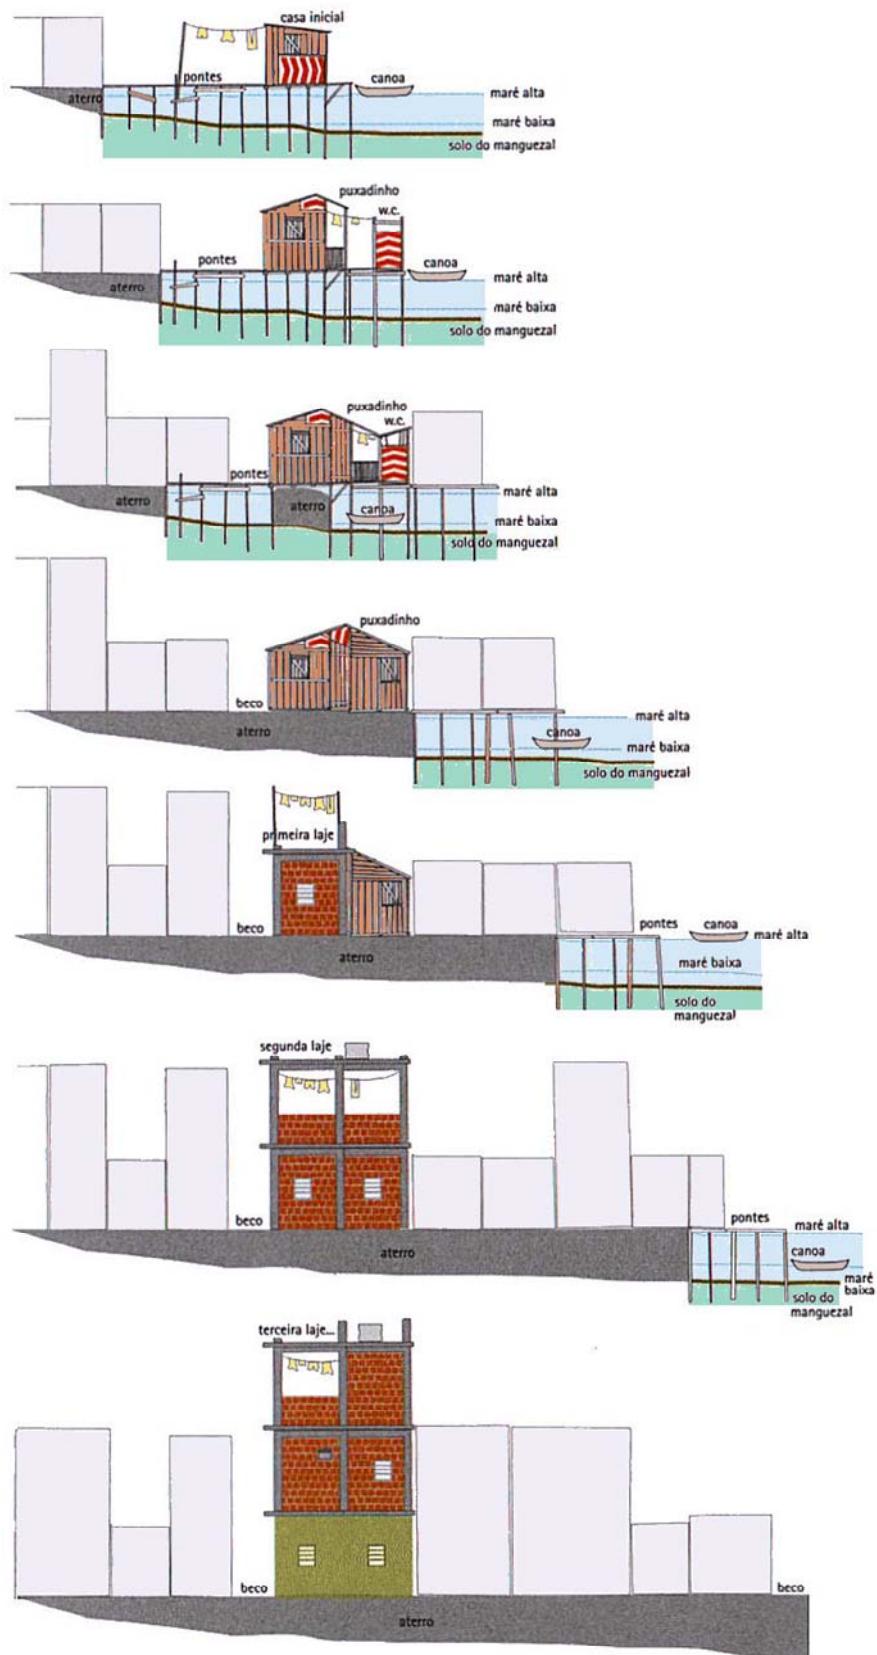 casa inicial
pontes
canoa
aterro
maré alta
maré baixa
solo do manguezal
puxadinho
w.c.
pontes
canoa
aterro
maré alta
maré baixa
solo do manguezal
puxadinho
w.c.
pontes
aterro
aterro
canoa
maré alta
maré baixa
solo do manguezal
puxadinho
beco
aterro
canoa
maré alta
maré baixa
solo do manguezal
primeira laje
beco
aterro
pontes
canoa
maré alta
maré baixa
solo do
manguezal
segunda laje
beco
aterro
pontes
maré alta
canoa
maré
baixa
solo do
manguezal
terceira laje...
beco
beco
aterro